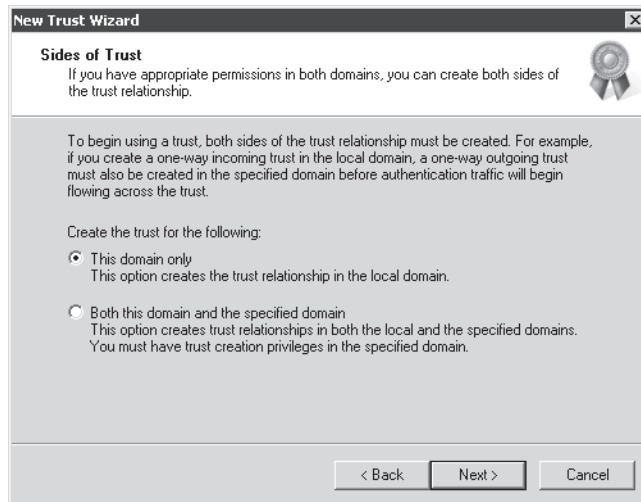 New Trust Wizard
Sides of Trust
If you have appropriate permissions in both domains, you can create both sides of
the trust relationship.
To begin using a trust, both sides of the trust relationship must be created. For example,
if you create a one-way incoming trust in the local domain, a one-way outgoing trust
must also be created in the specified domain before authentication traffic will begin
flowing across the trust.
Create the trust for the following:
This domain only
This option creates the trust relationship in the local domain.
Both this domain and the specified domain
This option creates trust relationships in both the local and the specified domains.
You must have trust creation privileges in the specified domain.
< Back Next > Cancel